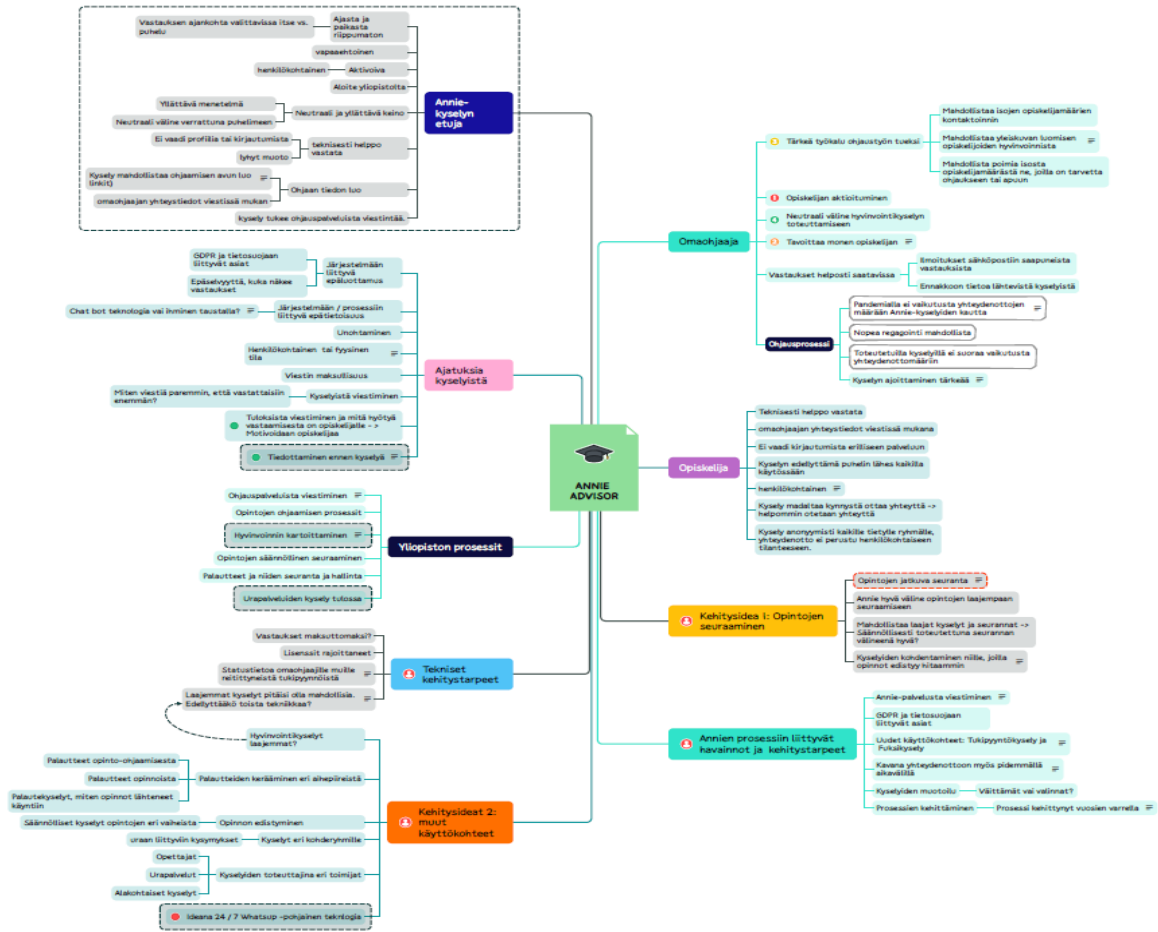 Vastauksen ajankohta valittavissa itse vs.
puhelu
Ajasta ja
paikasta
riippumaton
vapaaehtoinen
henkilökohtainen
Aktivoiva
Aloite yliopistolta
Yllättävä menetelmä
Neutraali väline verrattuna puhelimeen
Neutraali ja yllättävä keino
Ei vaadi profiilia tai kirjautumista
lyhyt muoto
teknisesti helppo
vastata
Kysely mahdollistaa ohjaamisen avun luo
linkit)
omaohjaajan yhteystiedot viestissä mukan
Ohjaan tiedon luo
kysely tukee ohjauspalveluista viestintää.
Annie-
kyselyn
etuja
GDPR ja tietosuojaan
liittyvät asiat
Epäselvyyttä, kuka näkee
vastaukset
Järjestelmään
liittyvä
epäluottamus
Chat bot teknologia vai ihminen taustalla?
Järjestelmään / prosessiin
liittyvä epätietoisuus
Unohtaminen
Henkilökohtainen tai fyysinen
tila
Viestin maksullisuus
Miten viestiä paremmin, että vastattaisiin
enemmän?
Kyselyistä viestiminen
Tuloksista viestiminen ja mitä hyötyä
vastaamisesta on opiskelijalle - >
Motivoidaan opiskelijaa
Tiedottaminen ennen kyselyä
Ajatuksia
kyselyistä
Ohjauspalveluista viestiminen
Opintojen ohjaamisen prosessit
Hyvinvoinnin kartoittaminen
Opintojen säännöllinen seuraaminen
Palautteet ja niiden seuranta ja hallinta
Urapalveluiden kysely tulossa
Yliopiston prosessit
Vastaukset maksuttomaksi?
Lisenssit rajoittaneet
Statustietoa omaohjaajille muille
reitittyneistä tukipyynnöistä
Laajemmat kyselyt pitäisi olla mahdollisia.
Edellyttääkö toista tekniikkaa?
Tekniset
kehitystarpeet
Hyvinvointikyselyt
laajemmat?
Palautteet opinto-ohjaamisesta
Palautteet opinnoista
Palautekyselyt, miten opinnot lähteneet
käyntiin
Palautteiden kerääminen eri aihepiireistä
Säännölliset kyselyt opintojen eri vaiheista
Opinnon edistyminen
uraan liittyviin kysymykset
Kyselyt eri kohderyhmille
Opettajat
Urapalvelut
Alakohtaiset kyselyt
Kyselyiden toteuttajina eri toimijat
Ideana 24 / 7 Whatsup -pohjainen teknlogia
Kehitysideat 2:
muut
käyttökohteet
ANNIE
ADVISOR
Omaohjaaja
Tärkeä työkalu ohjaustyön tueksi
Mahdollistaa isojen opiskelijamäärien
kontaktoinnin
Mahdollistaa yleiskuvan luomisen
opiskelijoiden hyvinvoinnista
Mahdollista poimia isosta
opiskelijamäärästä ne, joilla on tarvetta
ohjaukseen tai apuun
Opiskelijan aktioituminen
Neutraali väline hyvinvointikyselyn
toteuttamiseen
Tavoittaa monen opiskelijan
Vastaukset helposti saatavissa
Ilmoitukset sähköpostiin saapuneista
vastauksista
Ennakkoon tietoa lähtevistä kyselyistä
Ohjausprosessi
Pandemialla ei vaikutusta yhteydenottojen
määrään Annie-kyselyiden kautta
Nopea regagointi mahdollista
Toteutetuilla kyselyillä ei suoraa vaikutusta
yhteydenottomääriin
Kyselyn ajoittaminen tärkeää
Opiskelija
Teknisesti helppo vastata
omaohjaajan yhteystiedot viestissä mukana
Ei vaadi kirjautumista erilliseen palveluun
Kyselyn edellyttämä puhelin lähes kaikilla
käytössään
henkilökohtainen
Kysely madaltaa kynnystä ottaa yhteyttä ->
helpommin otetaan yhteyttä
Kysely anonyymisti kaikille tietylle ryhmälle,
yhteydenotto ei perustu henkilökohtaiseen
tilanteeseen.
Kehitysidea 1: Opintojen
seuraaminen
Opintojen jatkuva seuranta
Annie hyvä väline opintojen laajempaan
seuraamiseen
Mahdollistaa laajat kyselyt ja seurannat ->
Säännöllisesti toteutettuna seurannan
välineenä hyvä?
Kyselyiden kohdentaminen niille, joilla
opinnot edistyy hitaammin
Annien prosessiin liittyvät
havainnot ja kehitystarpeet
Annie-palvelusta viestiminen
GDPR ja tietosuojaan
liittyvät asiat
Uudet käyttökohteet: Tukipyyntökysely ja
Fuksikysely
Kavana yhteydenottoon myös pidemmällä
aikavälillä
Kyselyiden muotoilu
Väittämät vai valinnat?
Prosessien kehittäminen
Prosessi kehittynyt vuosien varrella